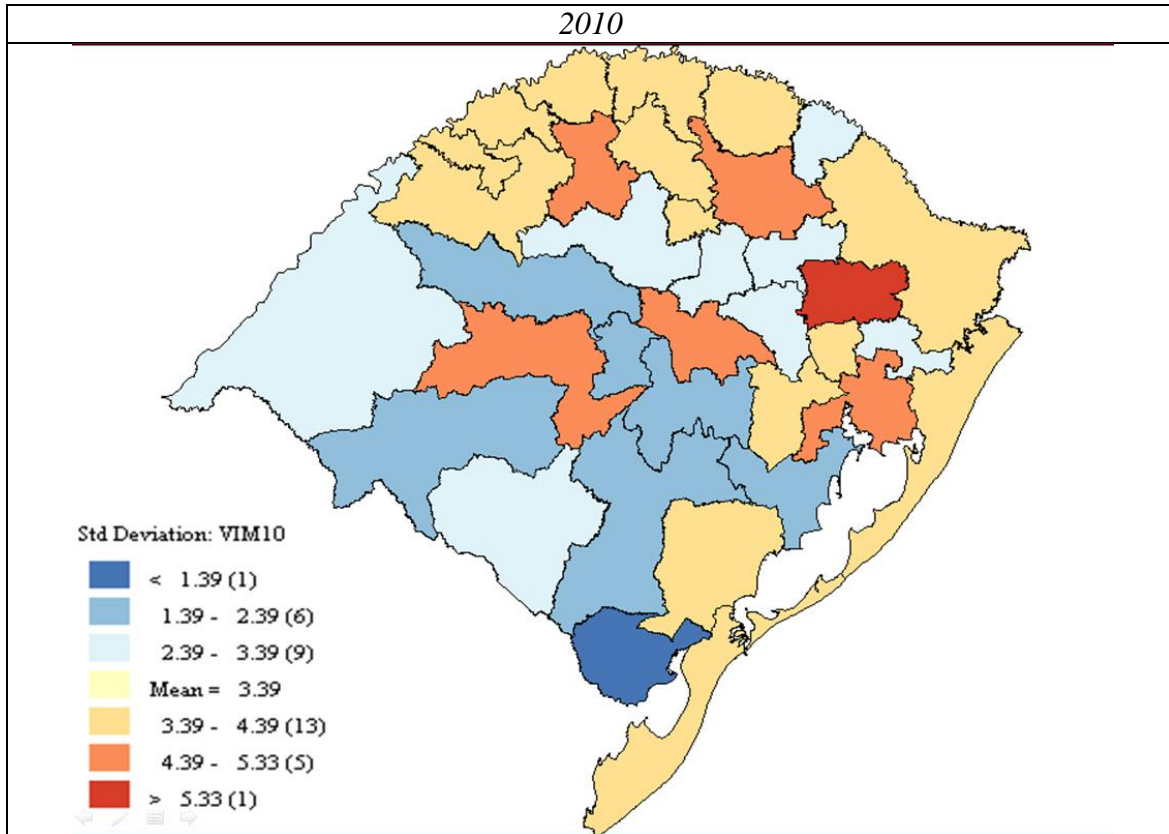 2010
Std Deviation: VIM10
< 1.39 (1)
1.39 - 2.39 (6)
2.39 - 3.39 (9)
Mean = 3.39
3.39 - 4.39 (13)
4.39 - 5.33 (5)
> 5.33 (1)